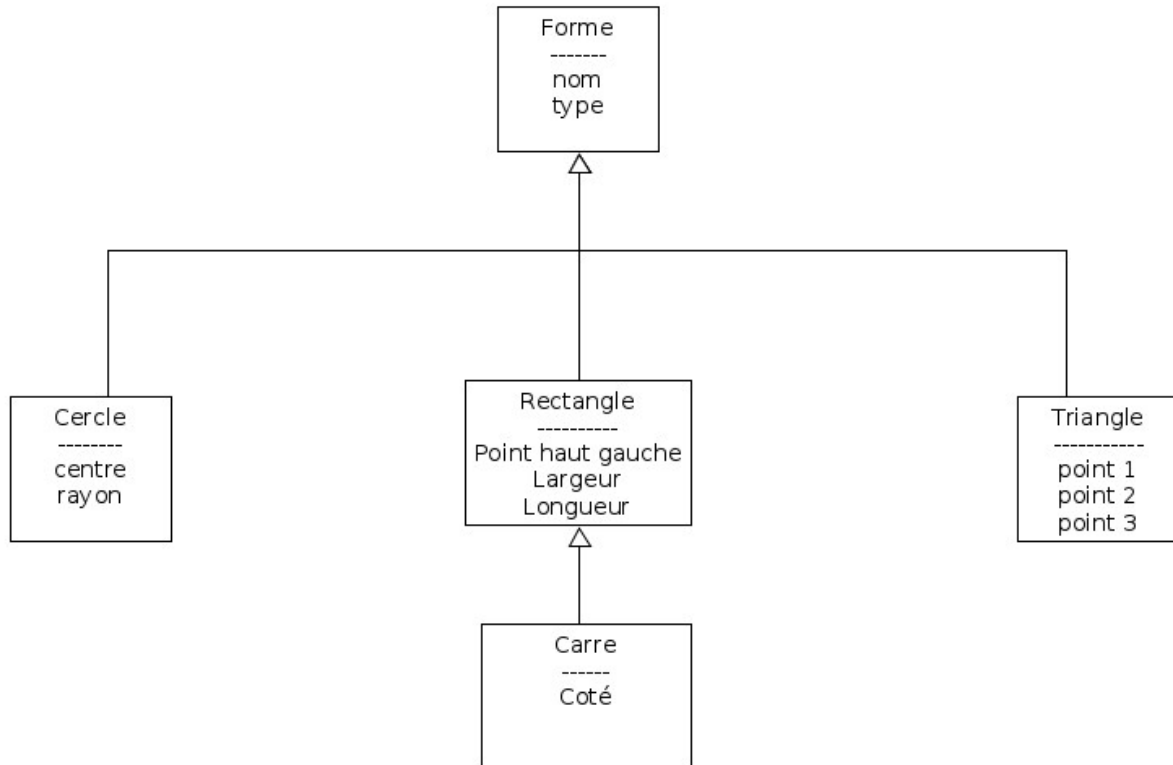 Forme
-------
nom
type
Cercle
--------
centre
rayon
Rectangle
----------
Point haut gauche
Largeur
Longueur
Triangle
-----------
point 1
point 2
point 3
Carre
------
Coté